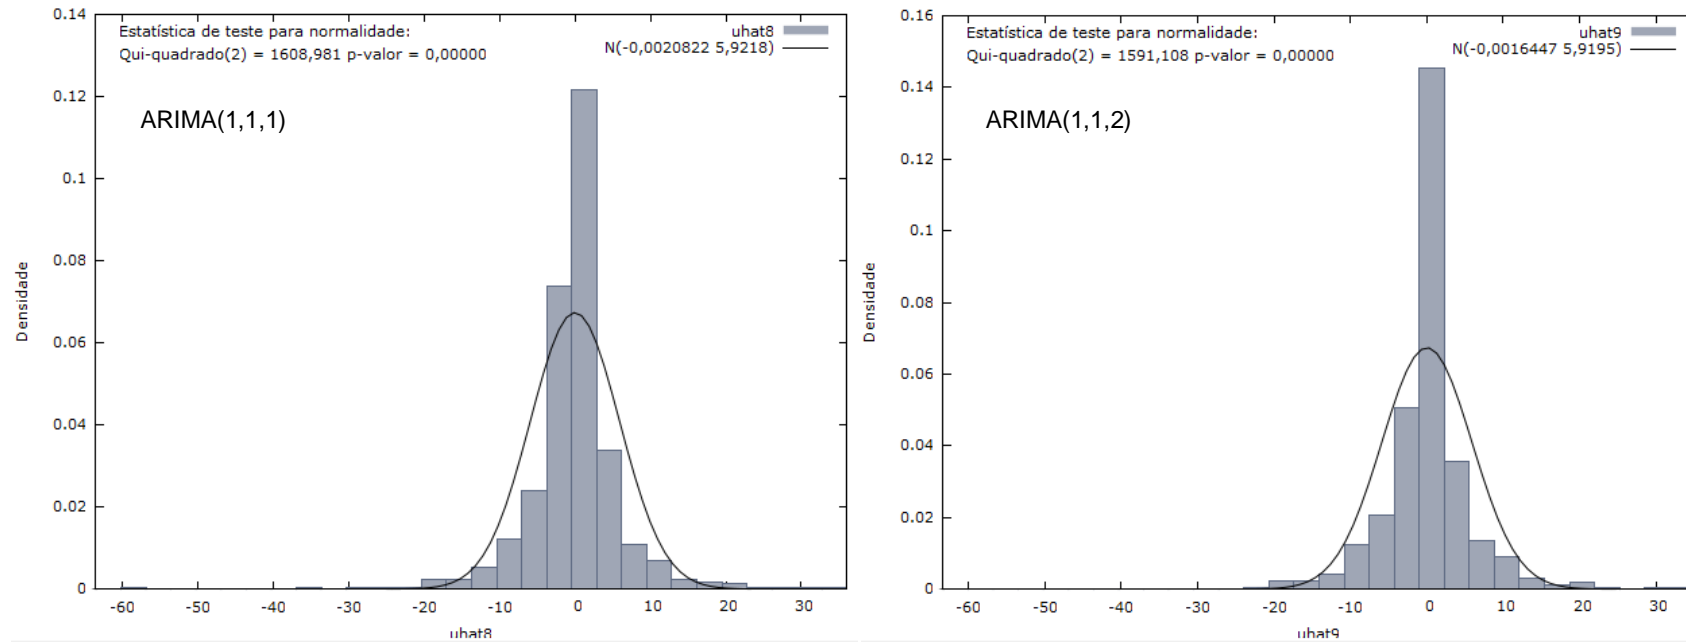 Estatística de teste para normalidade:
Qui-quadrado(2) = 1608,981 p-valor = 0,00000
uhat8
N(-0,0020822 5,9218)
ARIMA(1,1,1)
0.14
0.12
0.1
0.08
0.06
0.04
0.02
0
Densidade
-60 -50 -40 -30 -20 -10 0 10 20 30
uhat8
Estatística de teste para normalidade:
Qui-quadrado(2) = 1591,108 p-valor = 0,00000
uhat9
N(-0,0016447 5,9195)
ARIMA(1,1,2)
0.16
0.14
0.12
0.1
0.08
0.06
0.04
0.02
0
Densidade
-60 -50 -40 -30 -20 -10 0 10 20 30
uhat9